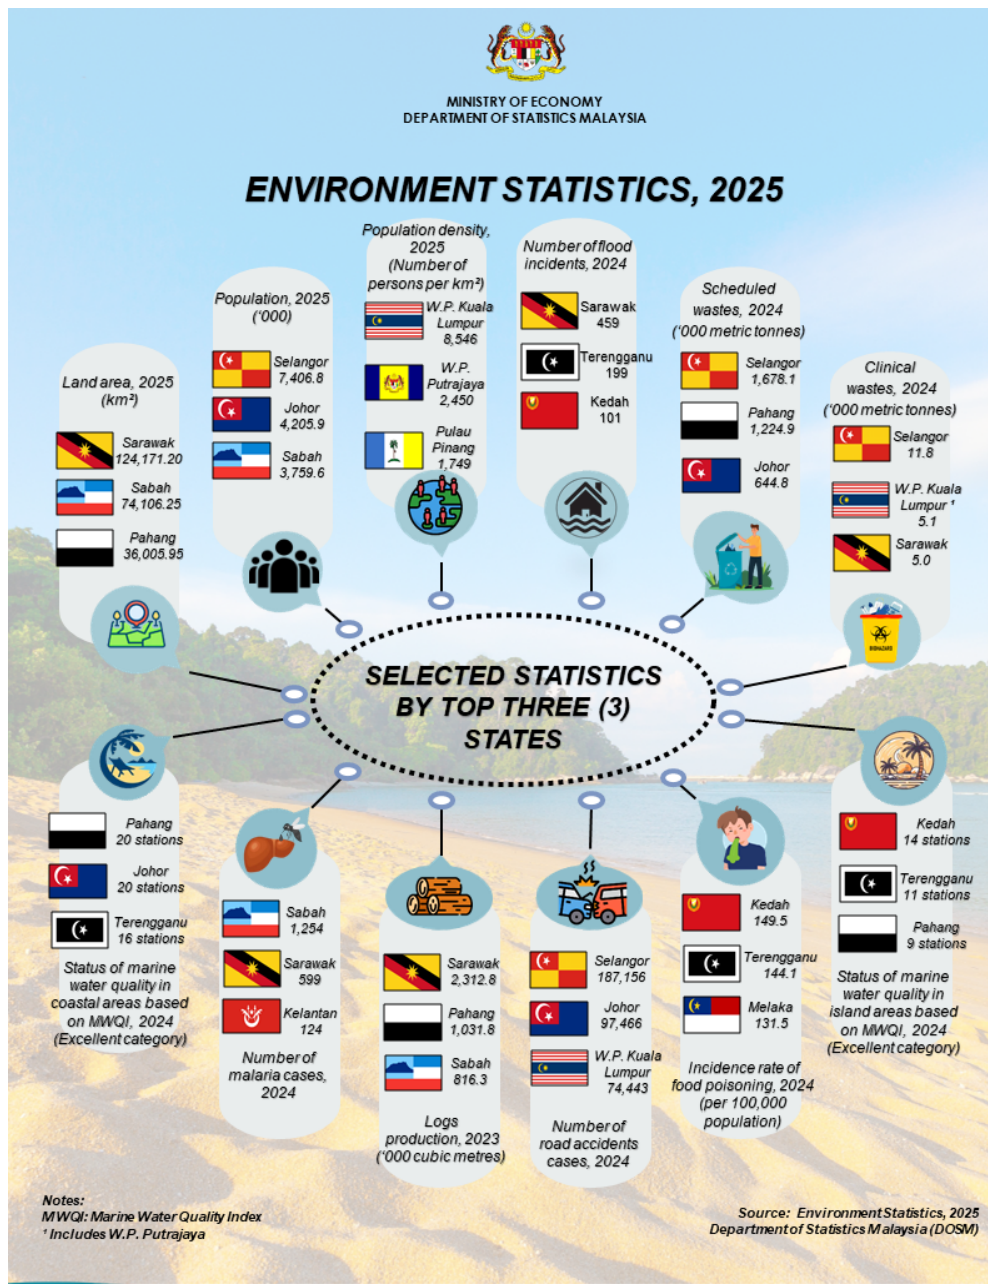 MINISTRY OF ECONOMY
DEPARTMENT OF STATISTICS MALAYSIA
ENVIRONMENT STATISTICS, 2025
Land area, 2025
(km²)
Sarawak
124,171.20
Sabah
74,106.25
Pahang
36,005.95
Population, 2025
(‘000)
Selangor
7,406.8
Johor
4,205.9
Sabah
3,759.6
Population density,
2025
(Number of
persons per km²)
W.P. Kuala
Lumpur
8,546
W.P.
Putrajaya
2,450
Pulau
Pinang
1,749
Number of flood
incidents, 2024
Sarawak
459
Terengganu
199
Kedah
101
Scheduled
wastes, 2024
(‘000 metric tonnes)
Selangor
1,678.1
Pahang
1,224.9
Johor
644.8
Clinical
wastes, 2024
(‘000 metric tonnes)
Selangor
11.8
W.P. Kuala
Lumpur ¹
5.1
Sarawak
5.0
BIOHAZARD
SELECTED STATISTICS
BY TOP THREE (3)
STATES
Pahang
20 stations
Johor
20 stations
Terengganu
16 stations
Status of marine
water quality in
coastal areas based
on MWQI, 2024
(Excellent category)
Sabah
1,254
Sarawak
599
Kelantan
124
Number of
malaria cases,
2024
Sarawak
2,312.8
Pahang
1,031.8
Sabah
816.3
Logs
production, 2023
(‘000 cubic metres)
Selangor
187,156
Johor
97,466
W.P. Kuala
Lumpur
74,443
Number of
road accidents
cases, 2024
Kedah
149.5
Terengganu
144.1
Melaka
131.5
Incidence rate of
food poisoning, 2024
(per 100,000
population)
Kedah
14 stations
Terengganu
11 stations
Pahang
9 stations
Status of marine
water quality in
island areas based
on MWQI, 2024
(Excellent category)
Notes:
MWQI: Marine Water Quality Index
¹ Includes W.P. Putrajaya
Source: Environment Statistics, 2025
Department of Statistics Malaysia (DOSM)